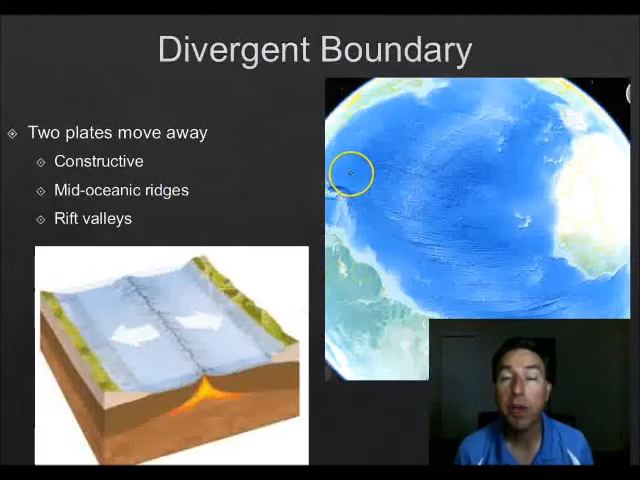 Divergent Boundary
Two plates move away
Constructive
Mid-oceanic ridges
Rift valleys